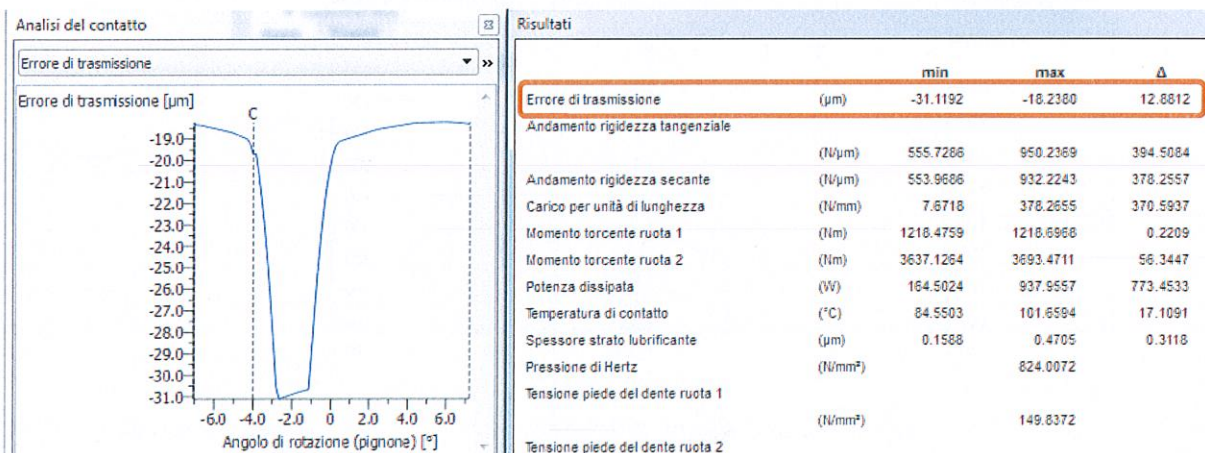 Analisi del contatto
Errore di trasmissione
»
Errore di trasmissione [µm]
C
-19.0
-20.0
-21.0
-22.0
-23.0
-24.0
-25.0
-26.0
-27.0
-28.0
-29.0
-30.0
-31.0
-6.0 -4.0 -2.0 0 2.0 4.0 6.0
Angolo di rotazione (pignone) [°]
Risultati
min max Δ
Errore di trasmissione (µm) -31.1192 -18.2380 12.8812
Andamento rigidezza tangenziale
(N/µm) 555.7286 950.2369 394.5084
Andamento rigidezza secante (N/µm) 553.9686 932.2243 378.2557
Carico per unità di lunghezza (N/mm) 7.6718 378.2655 370.5937
Momento torcente ruota 1 (Nm) 1218.4759 1218.6968 0.2209
Momento torcente ruota 2 (Nm) 3637.1264 3693.4711 56.3447
Potenza dissipata (W) 164.5024 937.9557 773.4533
Temperatura di contatto (°C) 84.5503 101.6594 17.1091
Spessore strato lubrificante (µm) 0.1588 0.4705 0.3118
Pressione di Hertz (N/mm²) 824.0072
Tensione piede del dente ruota 1
(N/mm²) 149.8372
Tensione piede del dente ruota 2